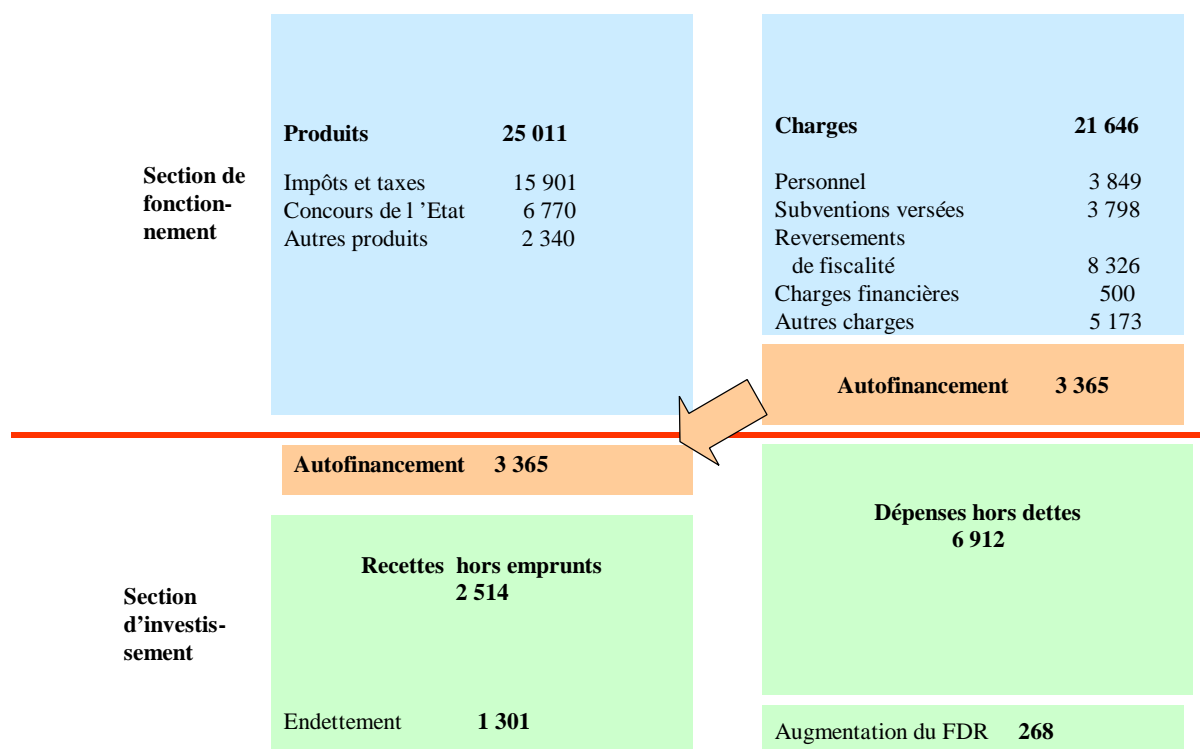 Produits 25 011
Impôts et taxes 15 901
Concours de l ’Etat 6 770
Autres produits 2 340
Section de
fonction-
nement
Charges 21 646
Personnel 3 849
Subventions versées 3 798
Reversements
de fiscalité 8 326
Charges financières 500
Autres charges 5 173
Autofinancement 3 365
Autofinancement 3 365
Dépenses hors dettes
6 912
Recettes hors emprunts
2 514
Section
d’investis-
sement
Endettement 1 301
Augmentation du FDR 268